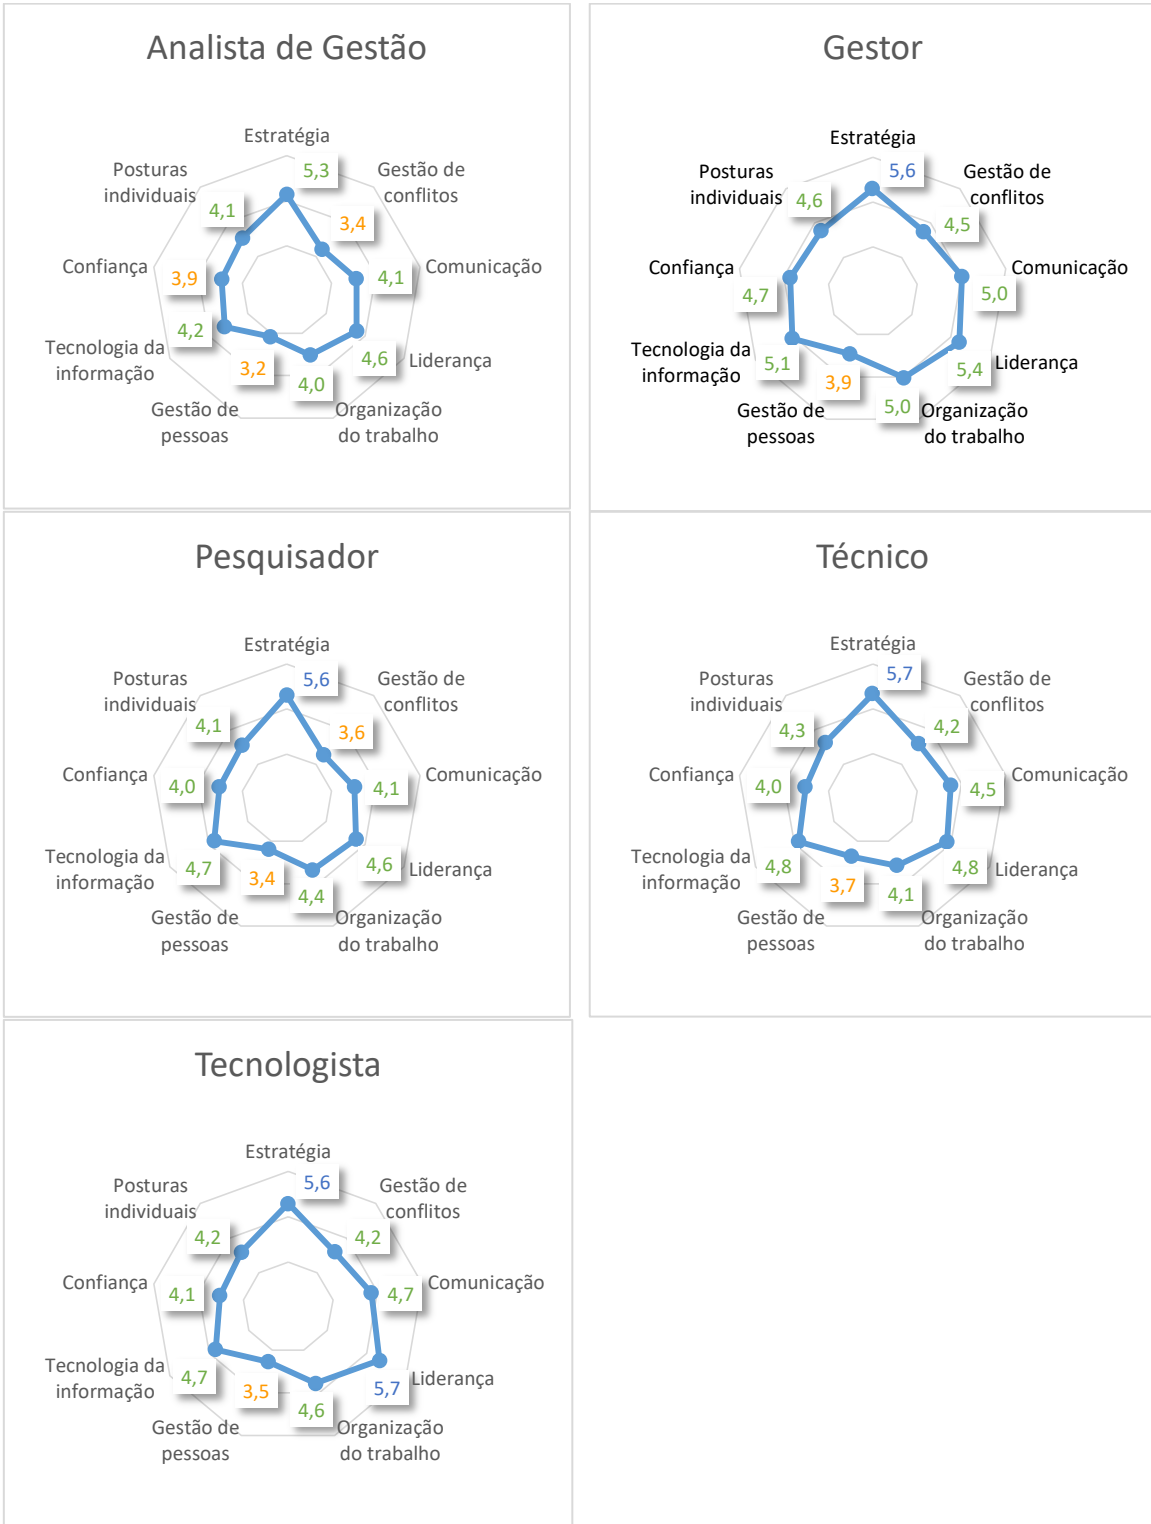 Analista de Gestão
Estratégia
5,3
Gestão de
conflitos
3,4
Comunicação
4,1
Liderança
4,6
Organização
do trabalho
4,0
Gestão de
pessoas
3,2
Tecnologia da
informação
4,2
Confiança
3,9
Posturas
individuais
4,1
Gestor
Estratégia
5,6
Gestão de
conflitos
4,5
Comunicação
5,0
Liderança
5,4
Organização
do trabalho
5,0
Gestão de
pessoas
3,9
Tecnologia da
informação
5,1
Confiança
4,7
Posturas
individuais
4,6
Pesquisador
Estratégia
5,6
Gestão de
conflitos
3,6
Comunicação
4,1
Liderança
4,6
Organização
do trabalho
4,4
Gestão de
pessoas
3,4
Tecnologia da
informação
4,7
Confiança
4,0
Posturas
individuais
4,1
Técnico
Estratégia
5,7
Gestão de
conflitos
4,2
Comunicação
4,5
Liderança
4,8
Organização
do trabalho
4,1
Gestão de
pessoas
3,7
Tecnologia da
informação
4,8
Confiança
4,0
Posturas
individuais
4,3
Tecnologista
Estratégia
5,6
Gestão de
conflitos
4,2
Comunicação
4,7
Liderança
5,7
Organização
do trabalho
4,6
Gestão de
pessoas
3,5
Tecnologia da
informação
4,7
Confiança
4,1
Posturas
individuais
4,2